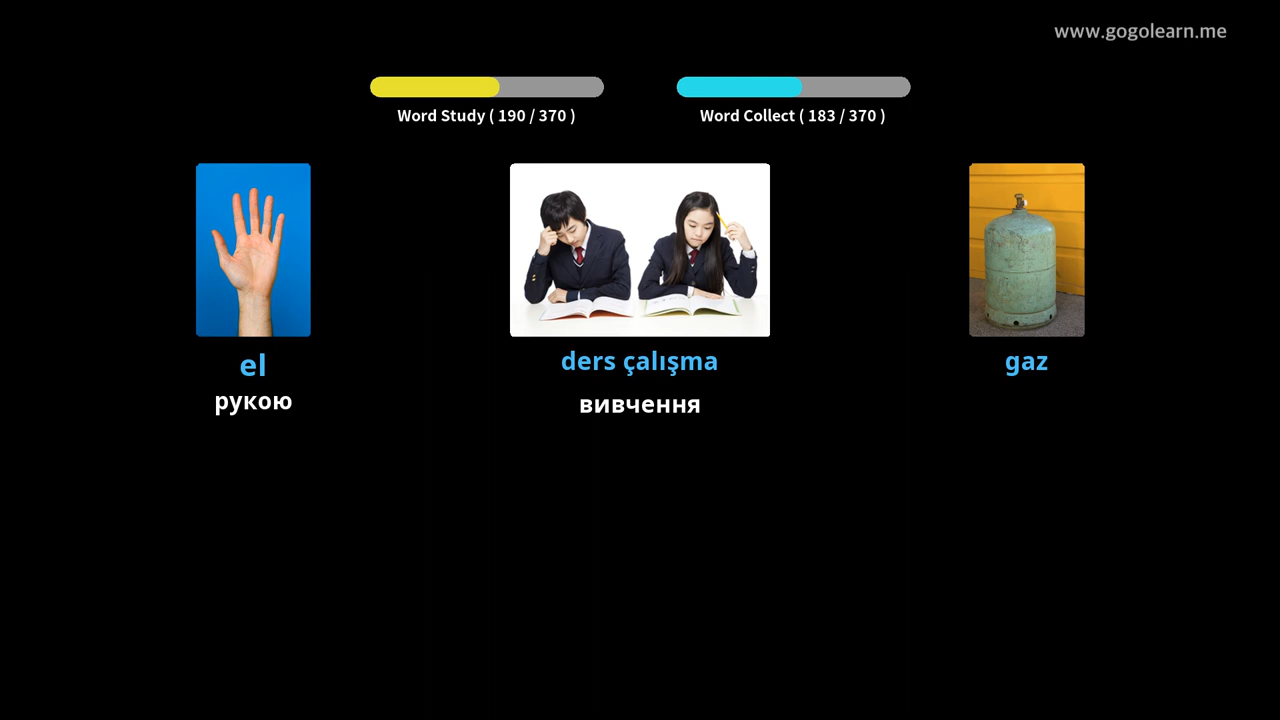 www.gogolearn.me
Word Study ( 190 / 370 )
Word Collect ( 183 / 370 )
el
рукою
ders çalışma
вивчення
gaz